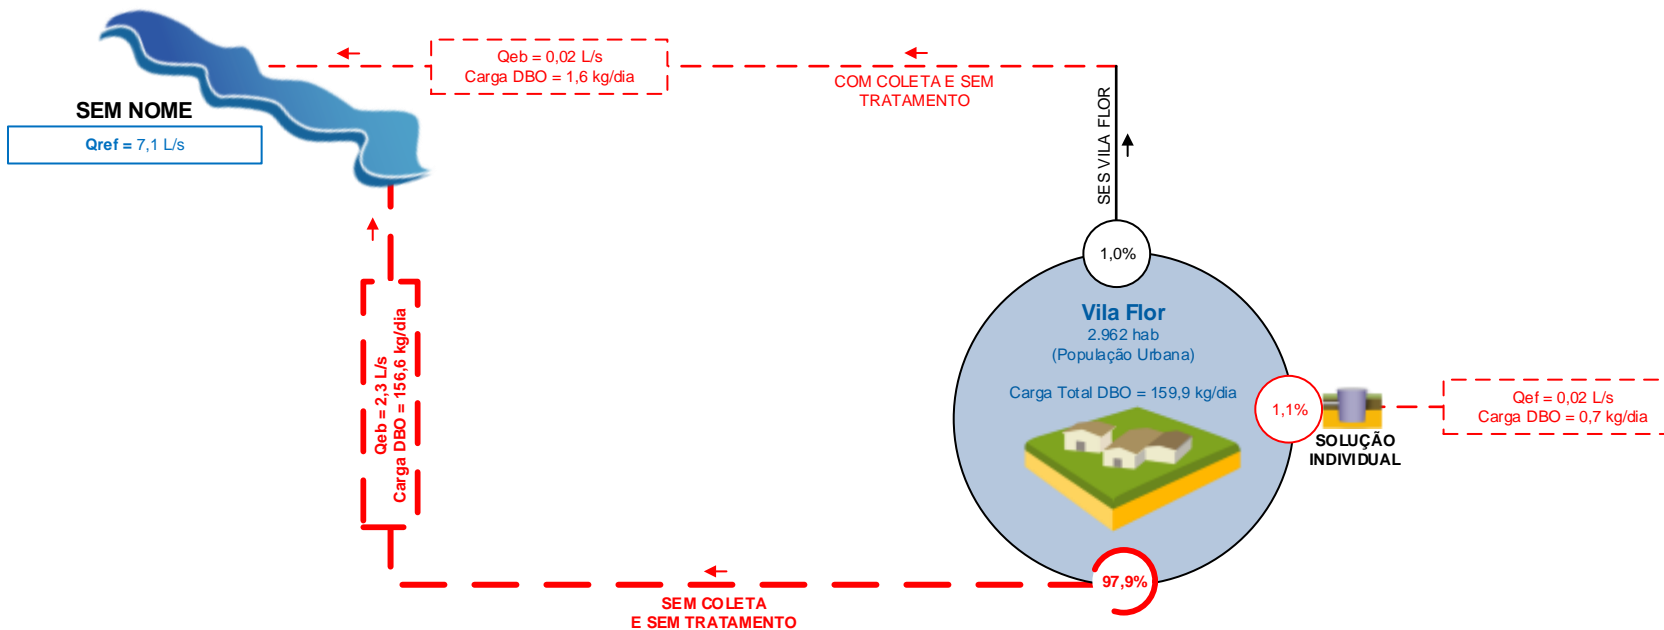 Qeb = 0,02 L/s
Carga DBO = 1,6 kg/dia
COM COLETA E SEM
TRATAMENTO
SEM NOME
Qref = 7,1 L/s
SES VILA FLOR
1,0%
Vila Flor
2.962 hab
(População Urbana)
Carga Total DBO = 159,9 kg/dia
1,1%
SOLUÇÃO
INDIVIDUAL
Qef = 0,02 L/s
Carga DBO = 0,7 kg/dia
Qeb = 2,3 L/s
Carga DBO = 156,6 kg/dia
97,9%
SEM COLETA
E SEM TRATAMENTO